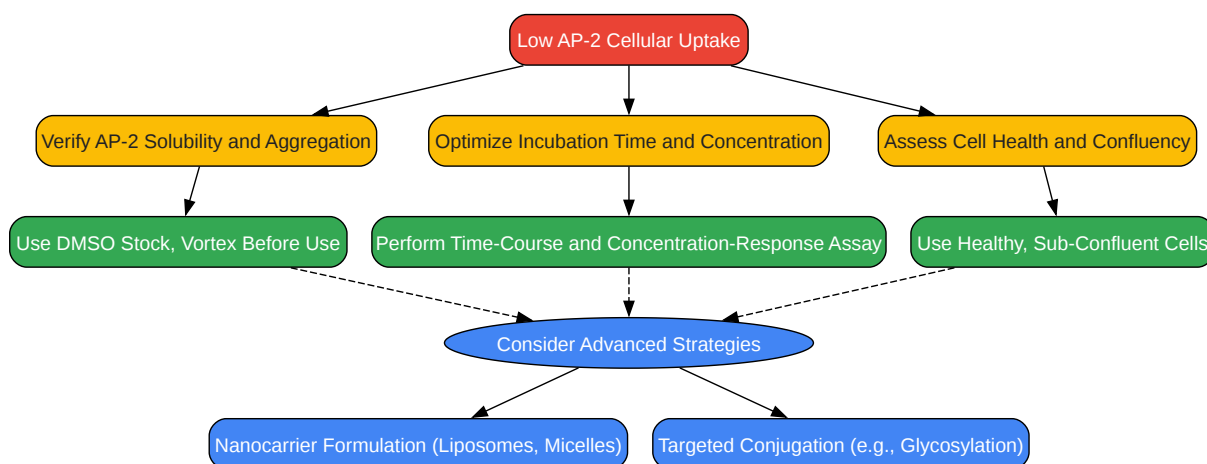 Low AP-2 Cellular Uptake
Verify AP-2 Solubility and Aggregation
Optimize Incubation Time and Concentration
Assess Cell Health and Confluency
Use DMSO Stock, Vortex Before Use
Perform Time-Course and Concentration-Response Assay
Use Healthy, Sub-Confluent Cells
Consider Advanced Strategies
Nanocarrier Formulation (Liposomes, Micelles)
Targeted Conjugation (e.g., Glycosylation)